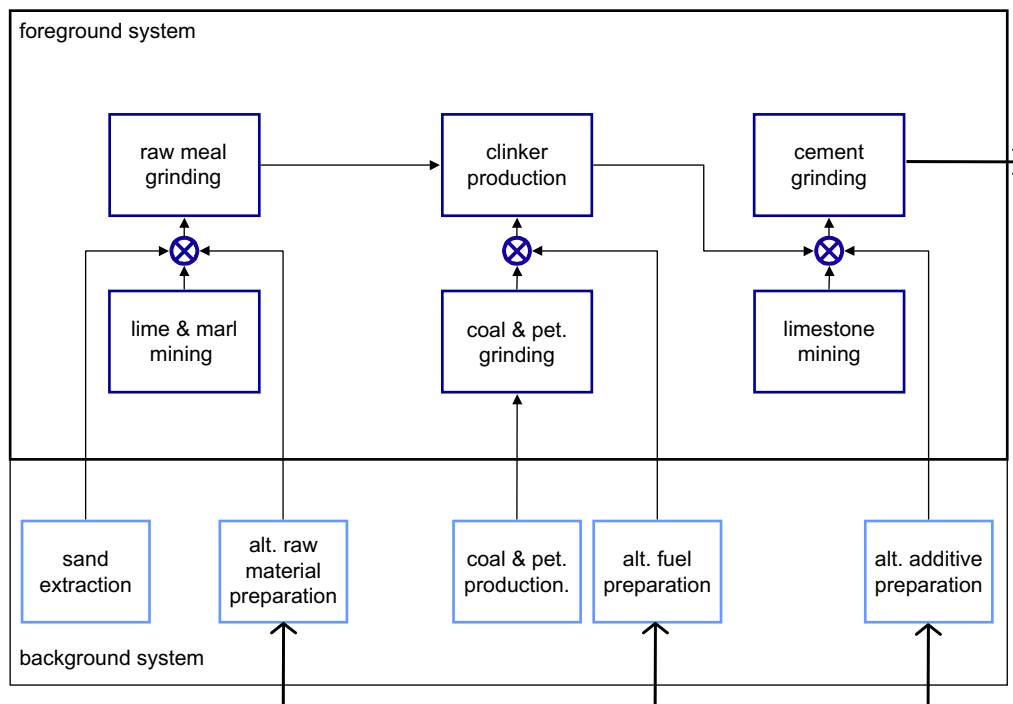 foreground system
raw meal
grinding
clinker
production
cement
grinding
lime & marl
mining
coal & pet.
grinding
limestone
mining
sand
extraction
alt. raw
material
preparation
coal & pet.
production.
alt. fuel
preparation
alt. additive
preparation
background system